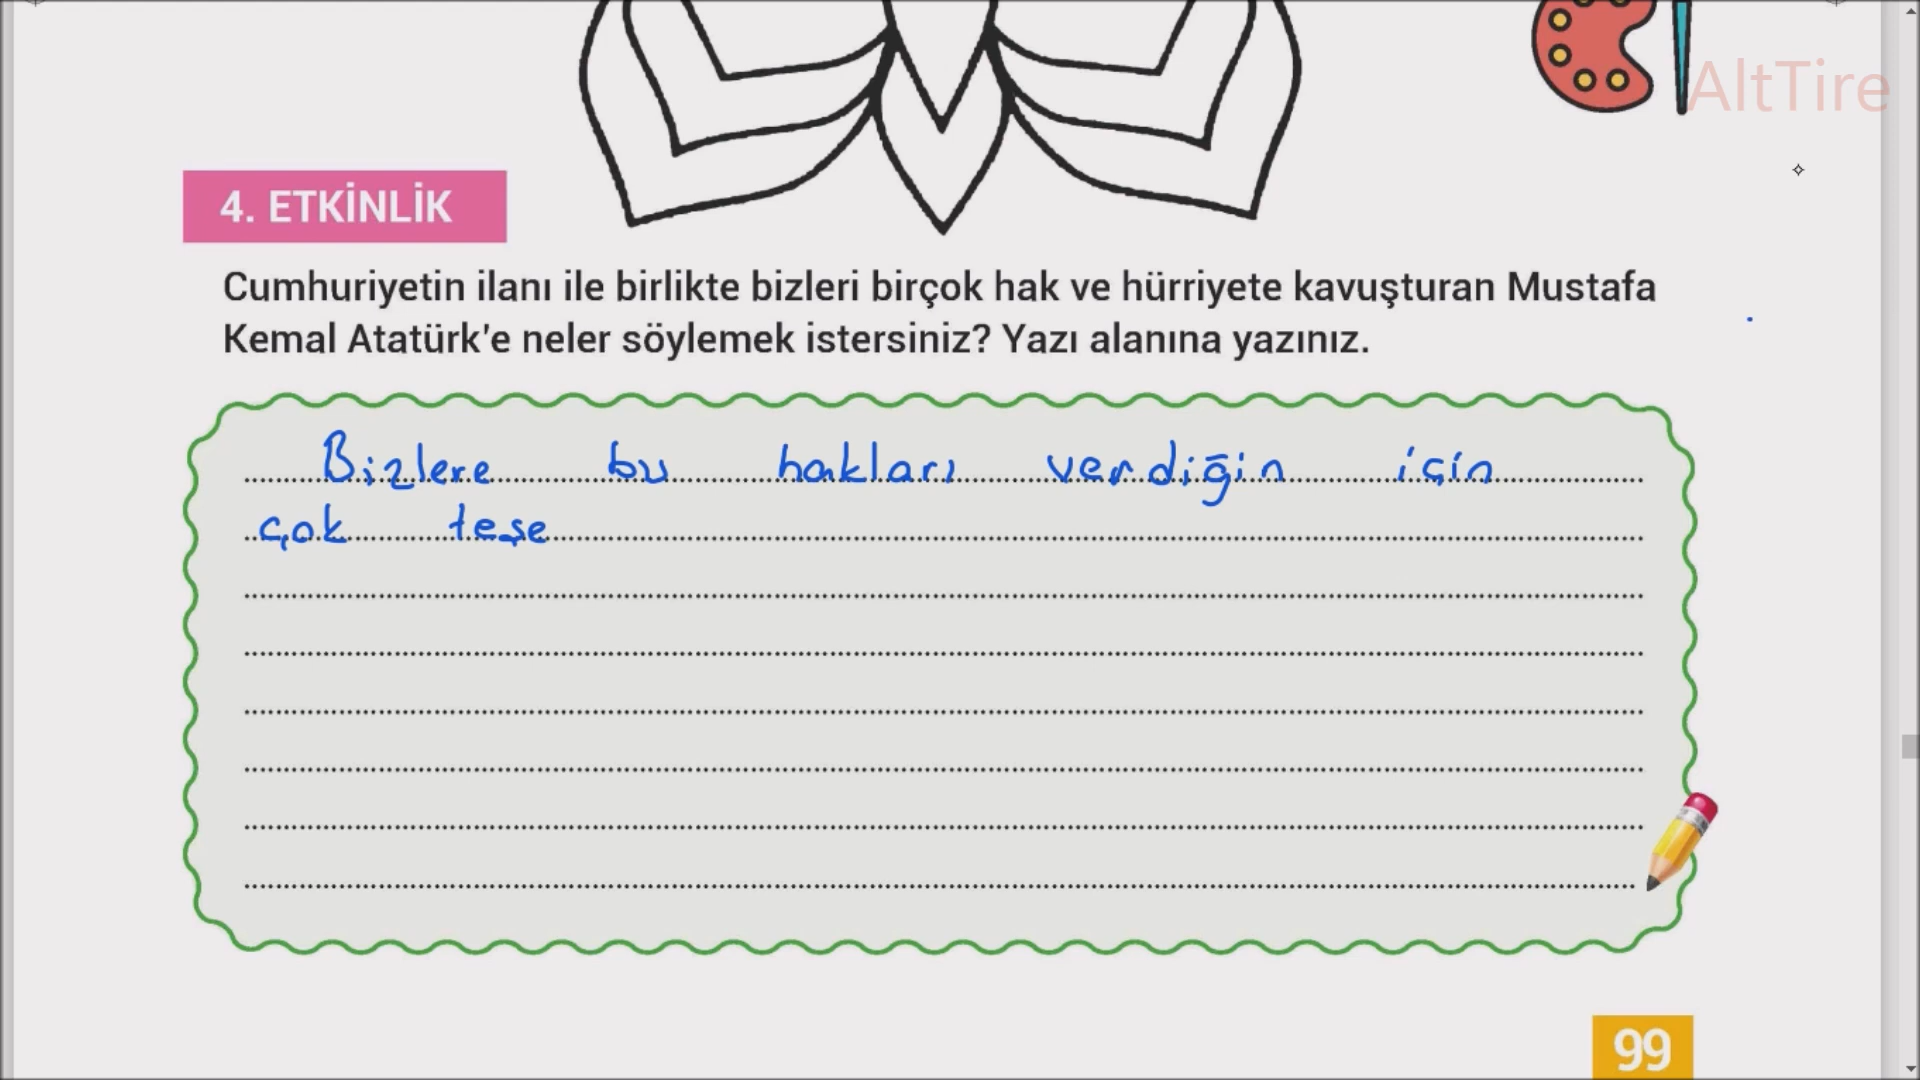 AltTire
4. ETKİNLİK
Cumhuriyetin ilanı ile birlikte bizleri birçok hak ve hürriyete kavuşturan Mustafa
Kemal Atatürk'e neler söylemek istersiniz? Yazı alanına yazınız.
Bizlere bu hakları verdiğin için
çok teşe
99